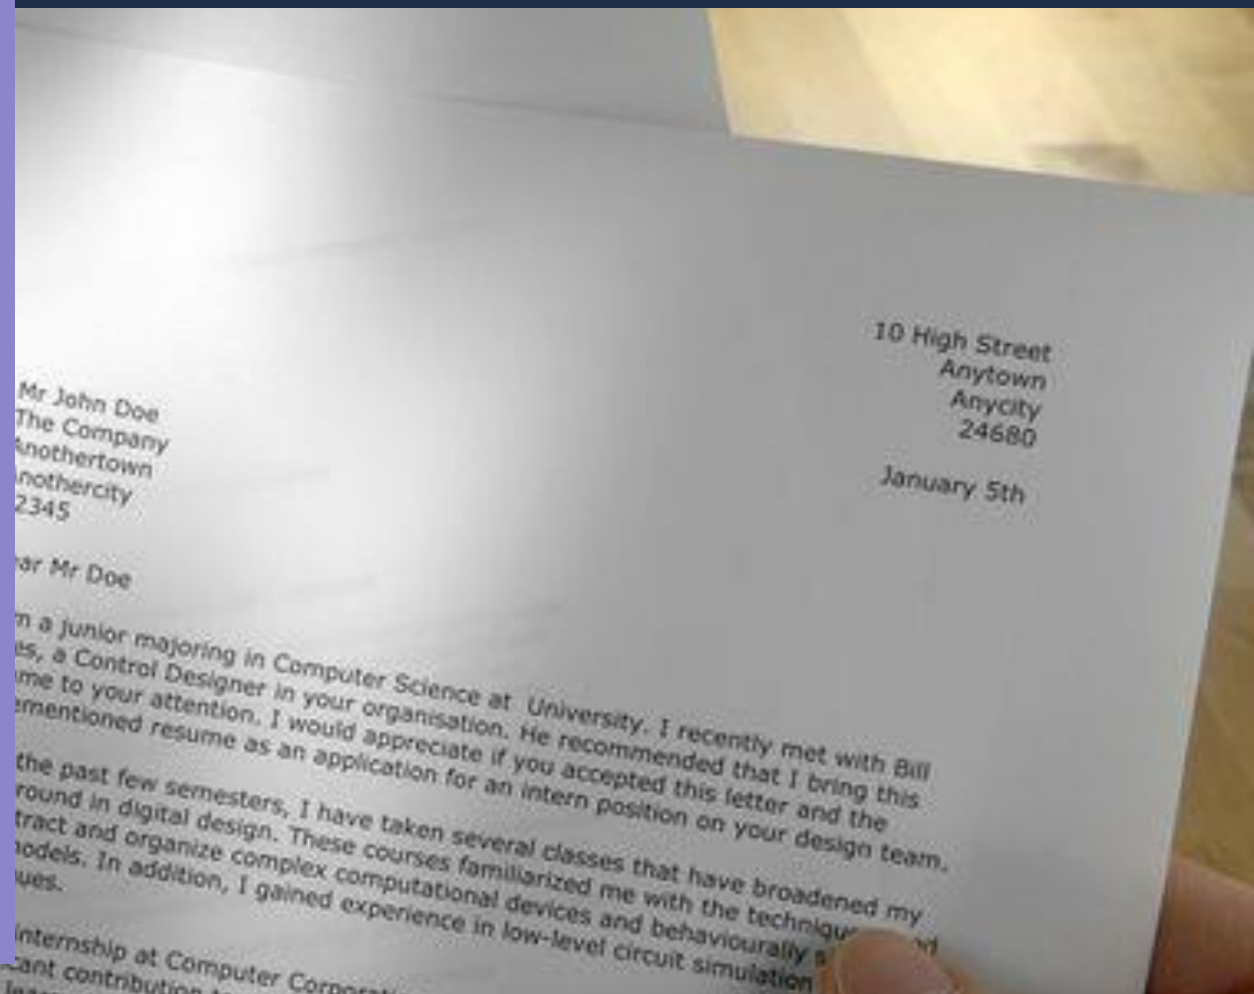 10 High Street
Anytown
Anycity
24680
January 5th
Mr John Doe
The Company
Anothertown
nothercity
2345
ar Mr Doe
m a junior majoring in Computer Science at University. I recently met with Bill
es, a Control Designer in your organisation. He recommended that I bring this
me to your attention. I would appreciate if you accepted this letter and the
ementioned resume as an application for an intern position on your design team.
the past few semesters, I have taken several classes that have broadened my
round in digital design. These courses familiarized me with the technique
tract and organize complex computational devices and behaviourally
models. In addition, I gained experience in low-level circuit simulation
ues.
internship at Computer
cant contribution